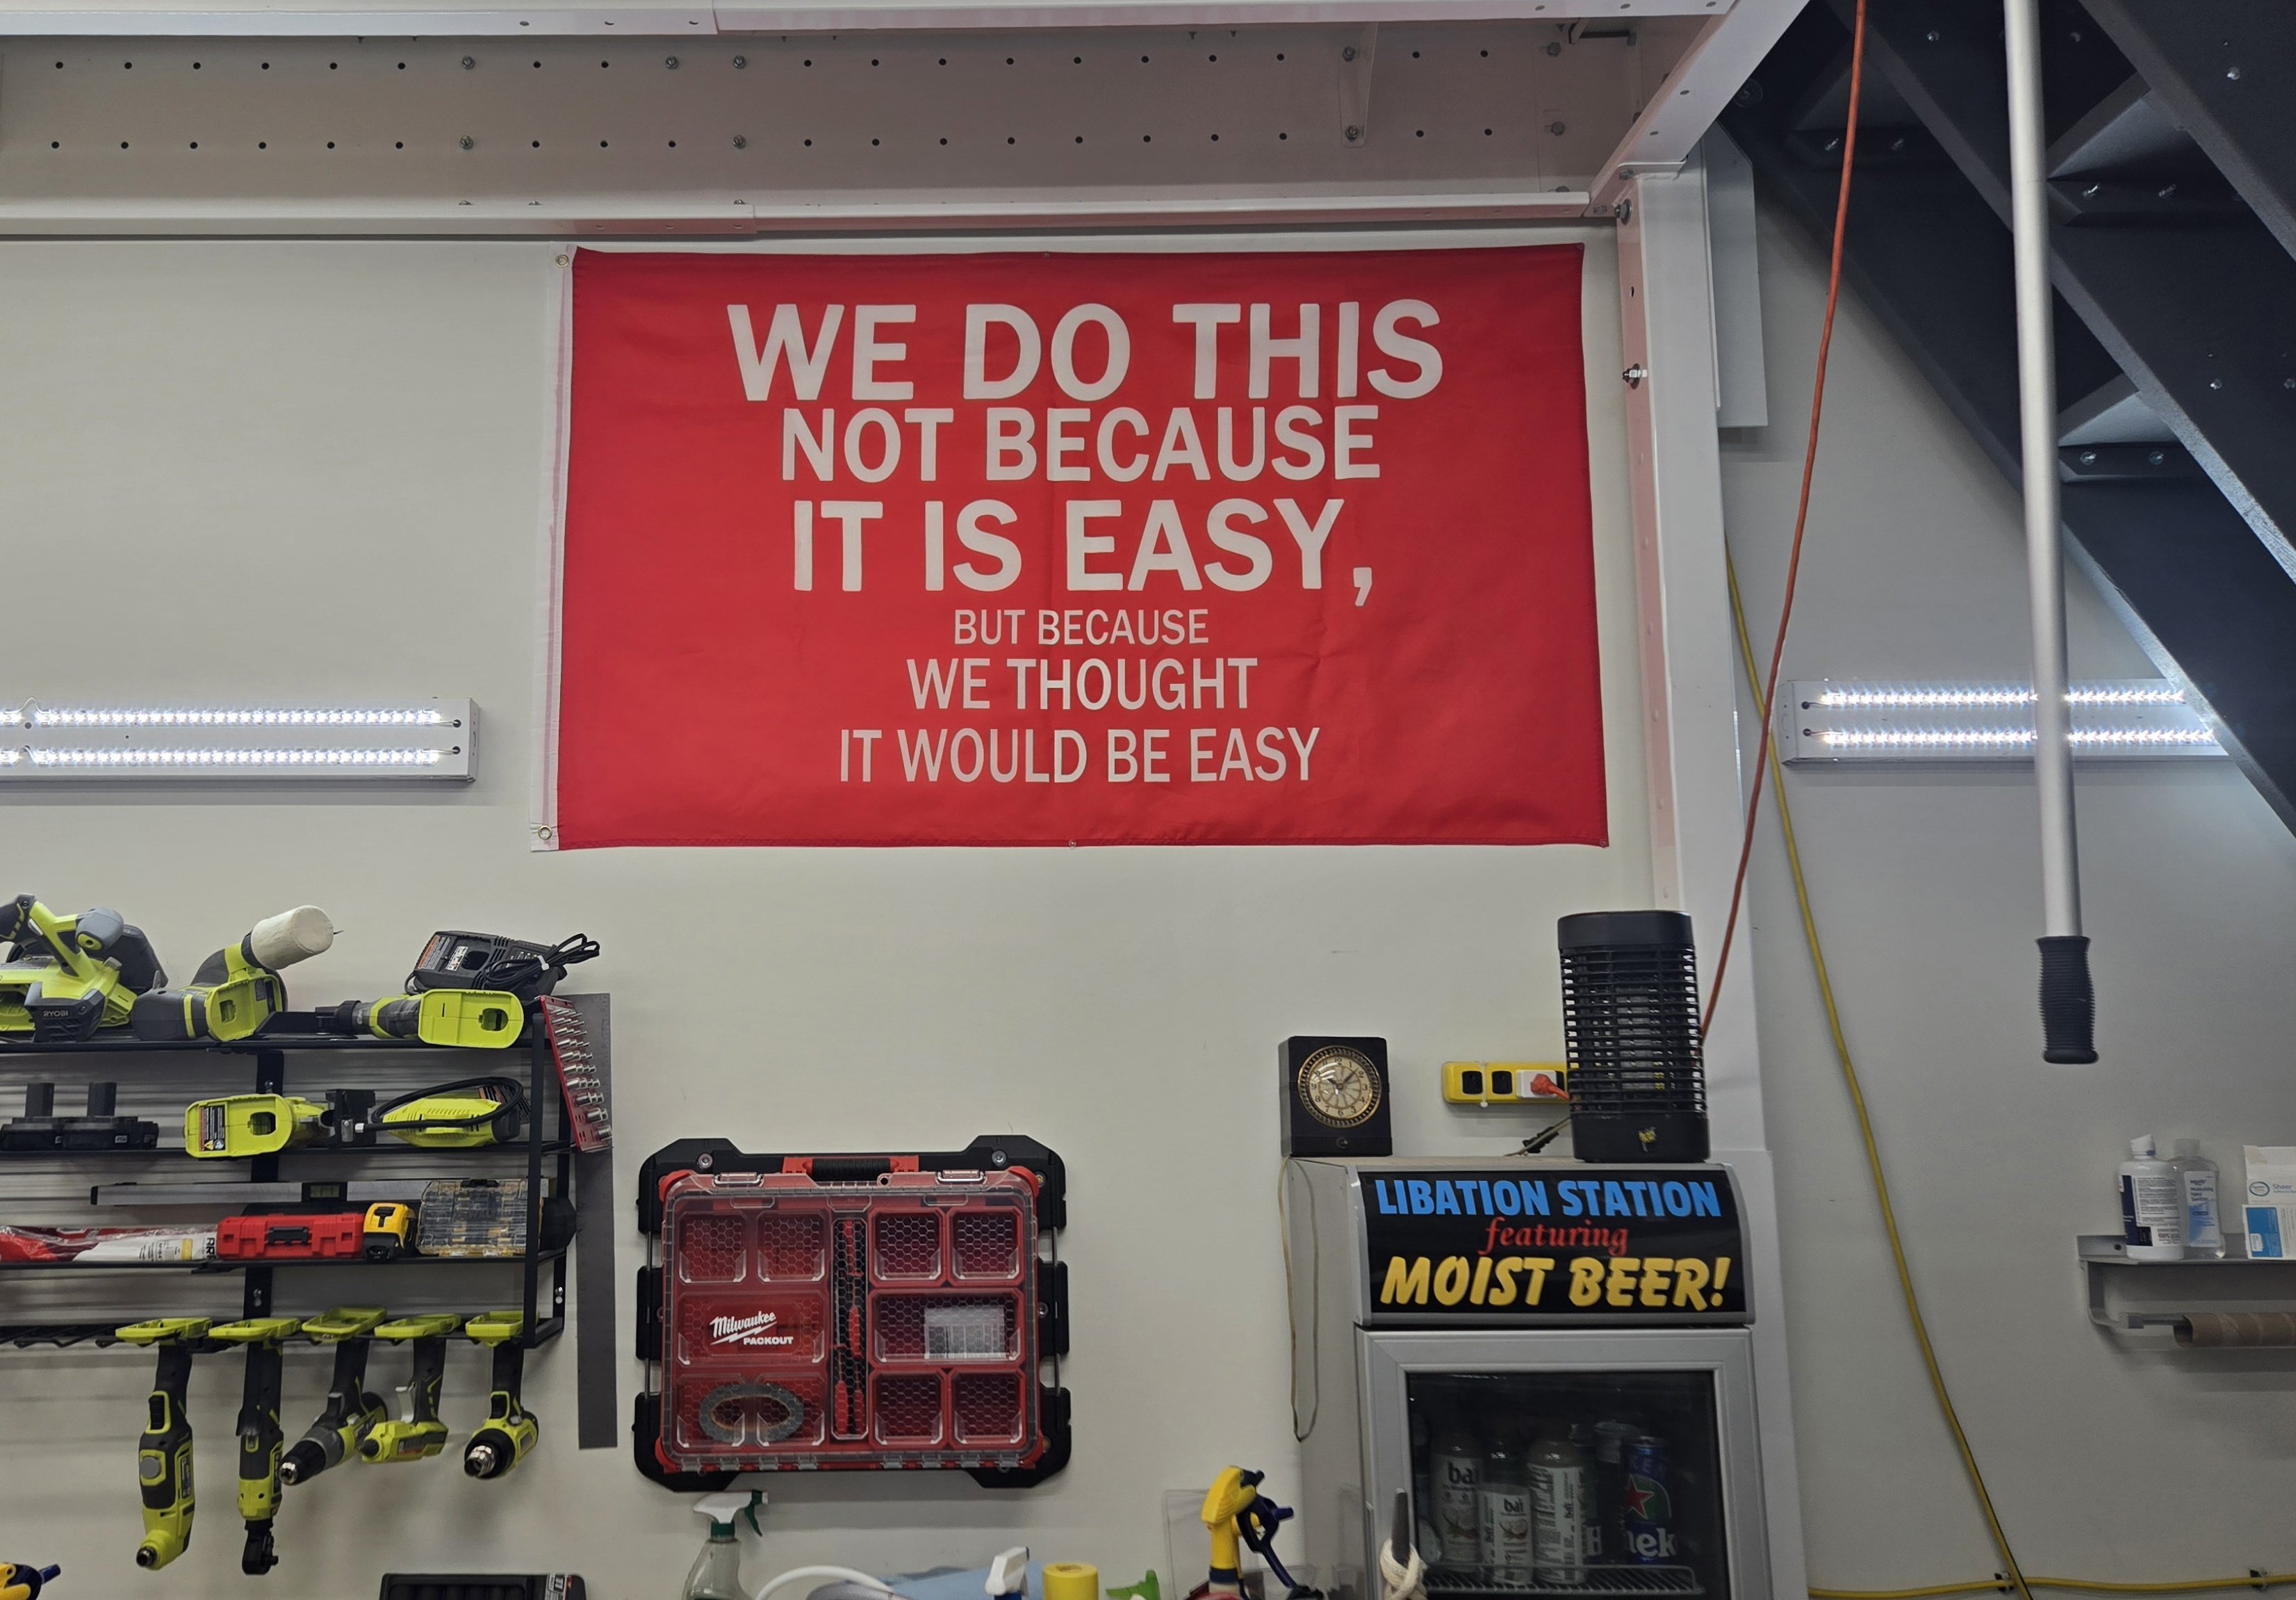 WE DO THIS
NOT BECAUSE
IT IS EASY,
BUT BECAUSE
WE THOUGHT
IT WOULD BE EASY
RYOBI
LIBATION STATION
featuring
MOIST BEER!
Milwaukee
PACKOUT
bai